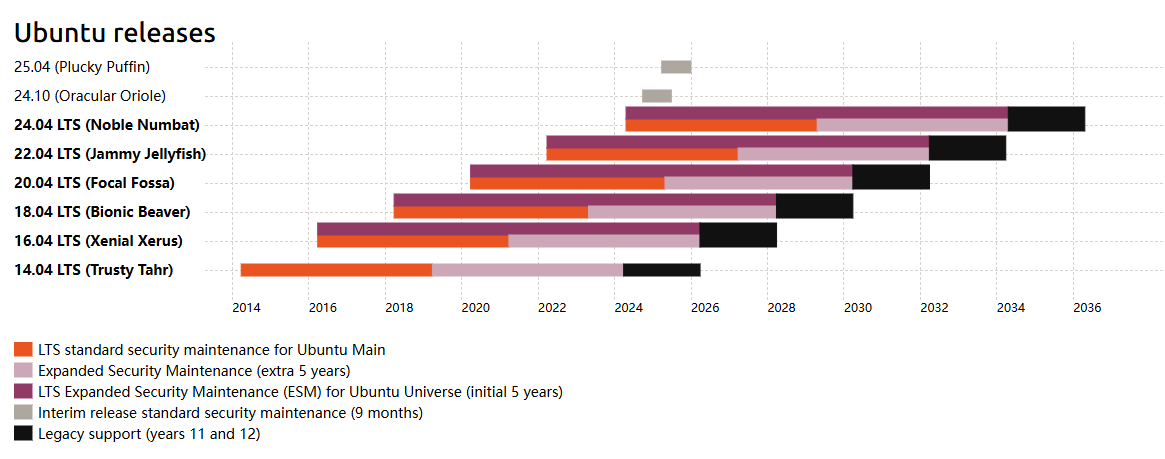 Ubuntu releases
25.04 (Plucky Puffin)
24.10 (Oracular Oriole)
24.04 LTS (Noble Numbat)
22.04 LTS (Jammy Jellyfish)
20.04 LTS (Focal Fossa)
18.04 LTS (Bionic Beaver)
16.04 LTS (Xenial Xerus)
14.04 LTS (Trusty Tahr)
2014 2016 2018 2020 2022 2024 2026 2028 2030 2032 2034 2036
LTS standard security maintenance for Ubuntu Main
Expanded Security Maintenance (extra 5 years)
LTS Expanded Security Maintenance (ESM) for Ubuntu Universe (initial 5 years)
Interim release standard security maintenance (9 months)
Legacy support (years 11 and 12)